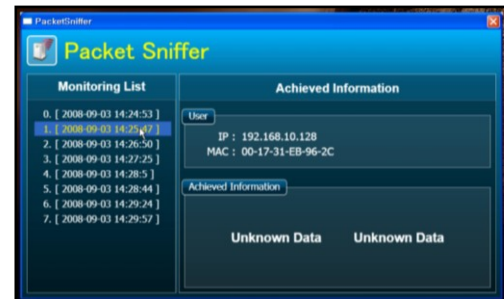 PacketSniffer
Packet Sniffer
Monitoring List
0. [ 2008-09-03 14:24:53 ]
1. [ 2008-09-03 14:25:47 ]
2. [ 2008-09-03 14:26:50 ]
3. [ 2008-09-03 14:27:25 ]
4. [ 2008-09-03 14:28:5 ]
5. [ 2008-09-03 14:28:44 ]
6. [ 2008-09-03 14:29:24 ]
7. [ 2008-09-03 14:29:57 ]
Achieved Information
User
IP : 192.168.10.128
MAC : 00-17-31-EB-96-2C
Achieved Information
Unknown Data Unknown Data